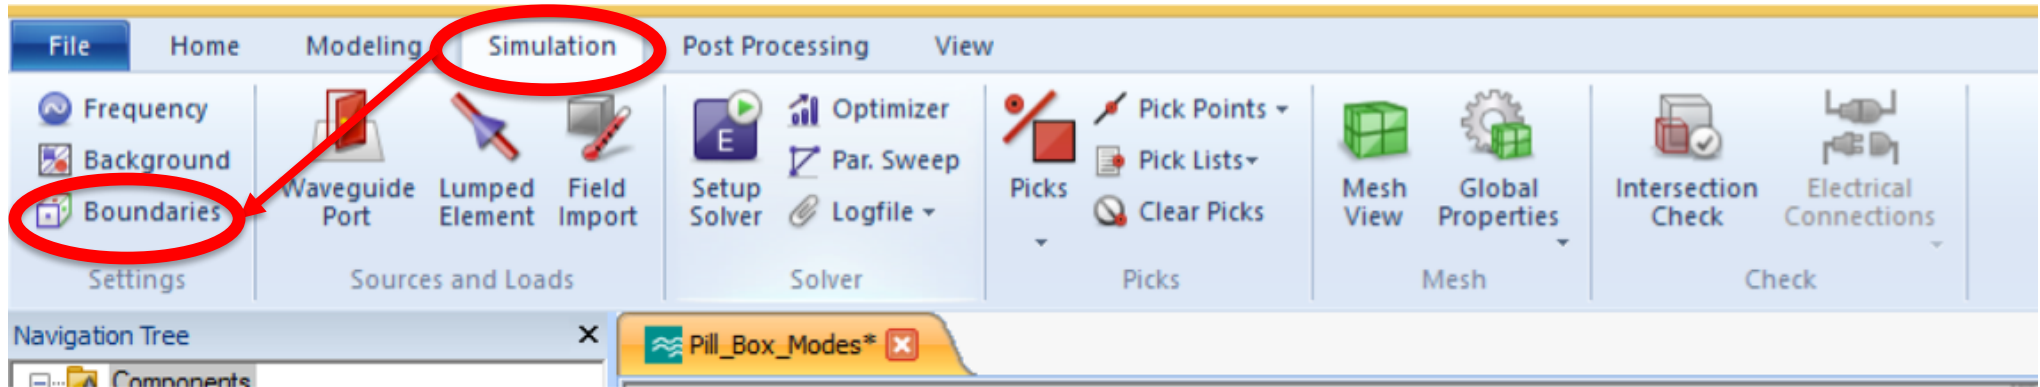 File Home Modeling Simulation Post Processing View
Frequency
Background
Boundaries
Settings
Waveguide
Port
Lumped
Element
Field
Import
Sources and Loads
E
Setup
Solver
Optimizer
Par. Sweep
Logfile
Solver
Picks
Pick Points
Pick Lists
Clear Picks
Picks
Mesh
View
Global
Properties
Mesh
Intersection
Check
Electrical
Connections
Check
Navigation Tree
Pill_Box_Modes*
Components